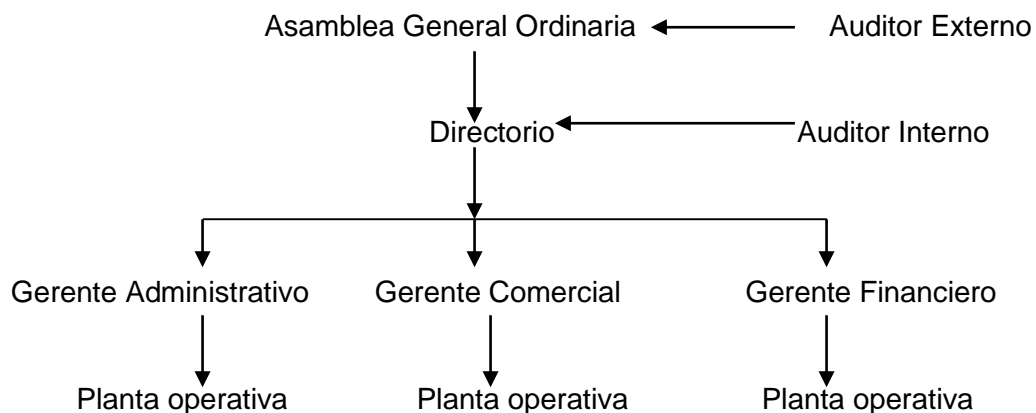 Asamblea General Ordinaria Auditor Externo
Directorio Auditor Interno
Gerente Administrativo Gerente Comercial Gerente Financiero
Planta operativa Planta operativa Planta operativa